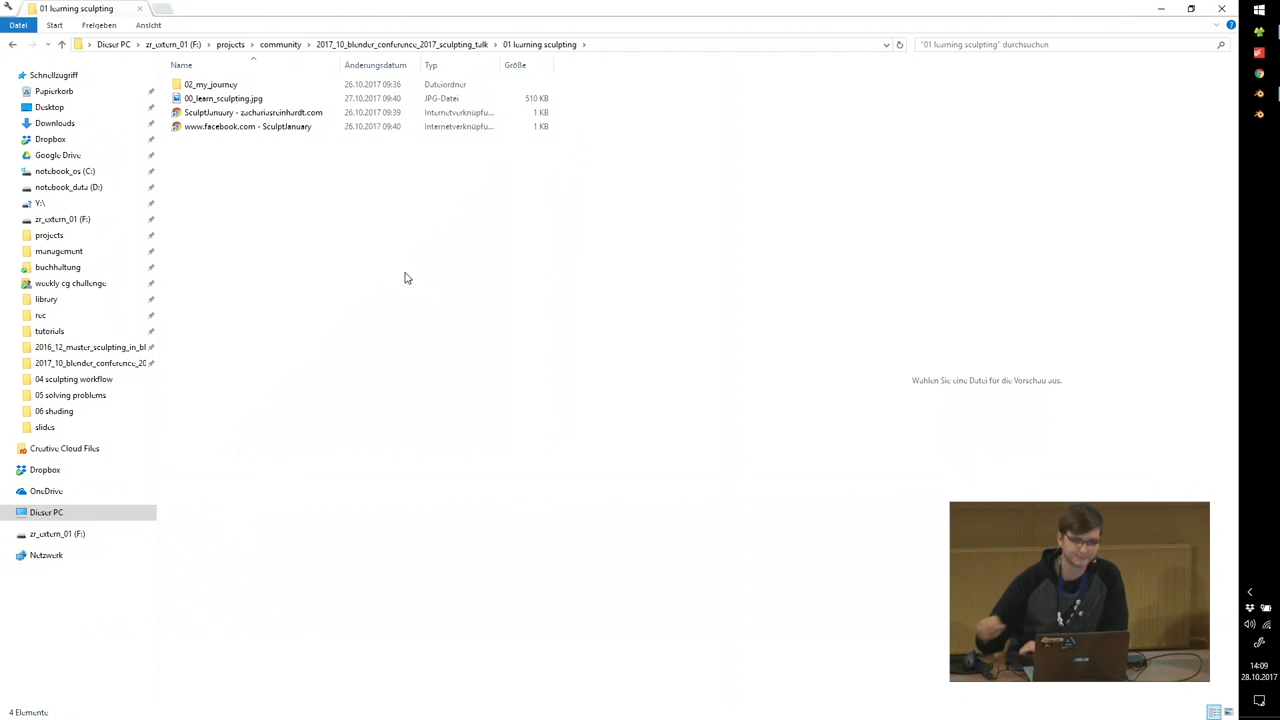 01 learning sculpting
Datei Start Freigeben Ansicht
Dieser PC zr_extern_01 (F:) projects community 2017_10_blender_conference_2017_sculpting_talk 01 learning sculpting
"01 learning sculpting" durchsuchen
Name Änderungsdatum Typ Größe
02_my_journey 26.10.2017 09:36 Dateiordner
00_learn_sculpting.jpg 27.10.2017 09:40 JPG-Datei 510 KB
SculptJanuary - zachariasreinhardt.com 26.10.2017 09:39 Internetverknüpfu... 1 KB
www.facebook.com - SculptJanuary 26.10.2017 09:40 Internetverknüpfu... 1 KB
Schnellzugriff
Papierkorb
Desktop
Downloads
Dropbox
Google Drive
notebook_os (C:)
notebook_data (D:)
Y:\
zr_extern_01 (F:)
projects
management
buchhaltung
weekly cg challenge
library
rec
tutorials
2016_12_master_sculpting_in_bl
2017_10_blender_conference_20
04 sculpting workflow
05 solving problems
06 shading
slides
Creative Cloud Files
Dropbox
OneDrive
Dieser PC
zr_extern_01 (F:)
Netzwerk
Wählen Sie eine Datei für die Vorschau aus.
ASUS
4 Elemente
14:09
28.10.2017